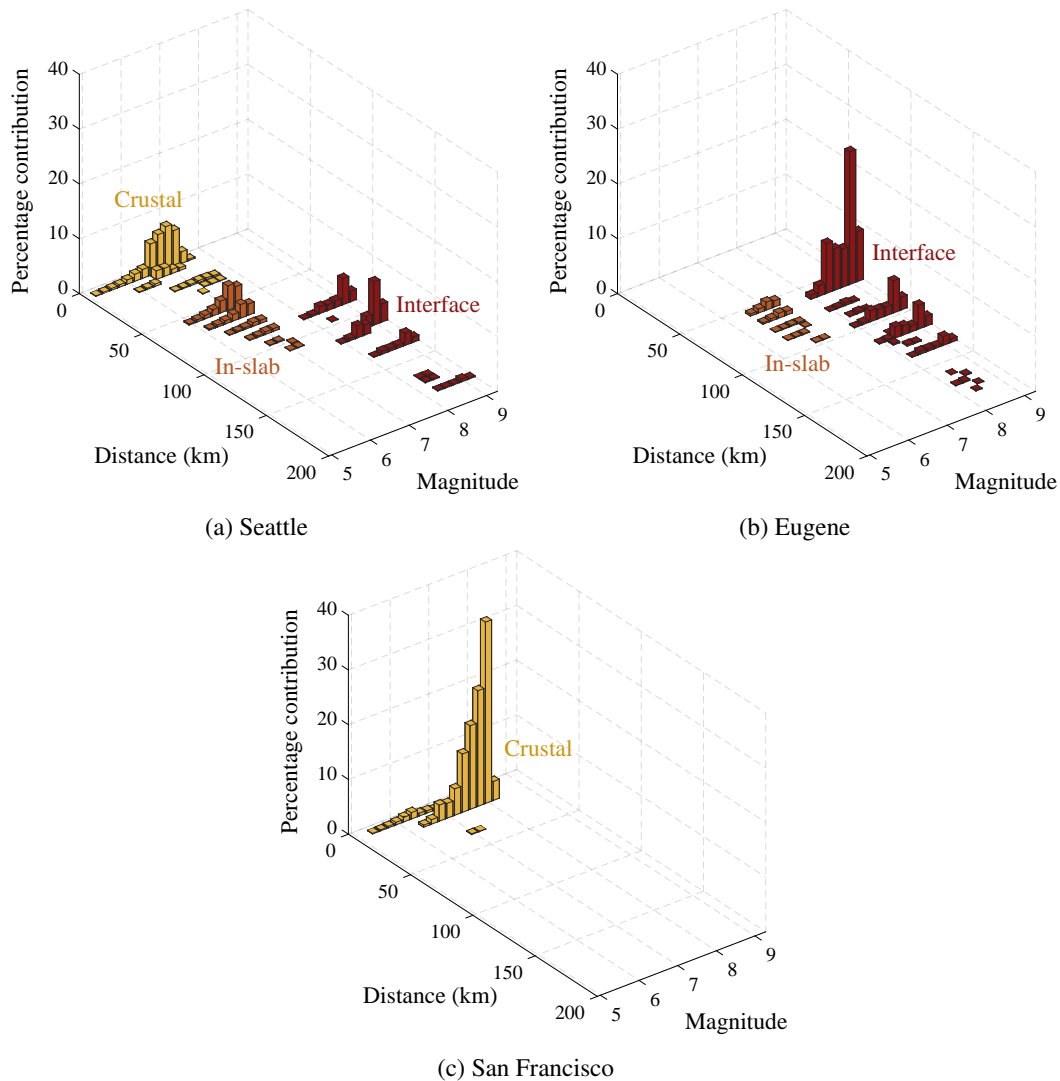 40
30
20
10
0
Percentage contribution
Crustal
In-slab
Interface
0
50
100
150
200
Distance (km)
5
6
7
8
9
Magnitude
(a) Seattle
40
30
20
10
0
Percentage contribution
Interface
In-slab
0
50
100
150
200
Distance (km)
5
6
7
8
9
Magnitude
(b) Eugene
40
30
20
10
0
Percentage contribution
Crustal
0
50
100
150
200
Distance (km)
5
6
7
8
9
Magnitude
(c) San Francisco